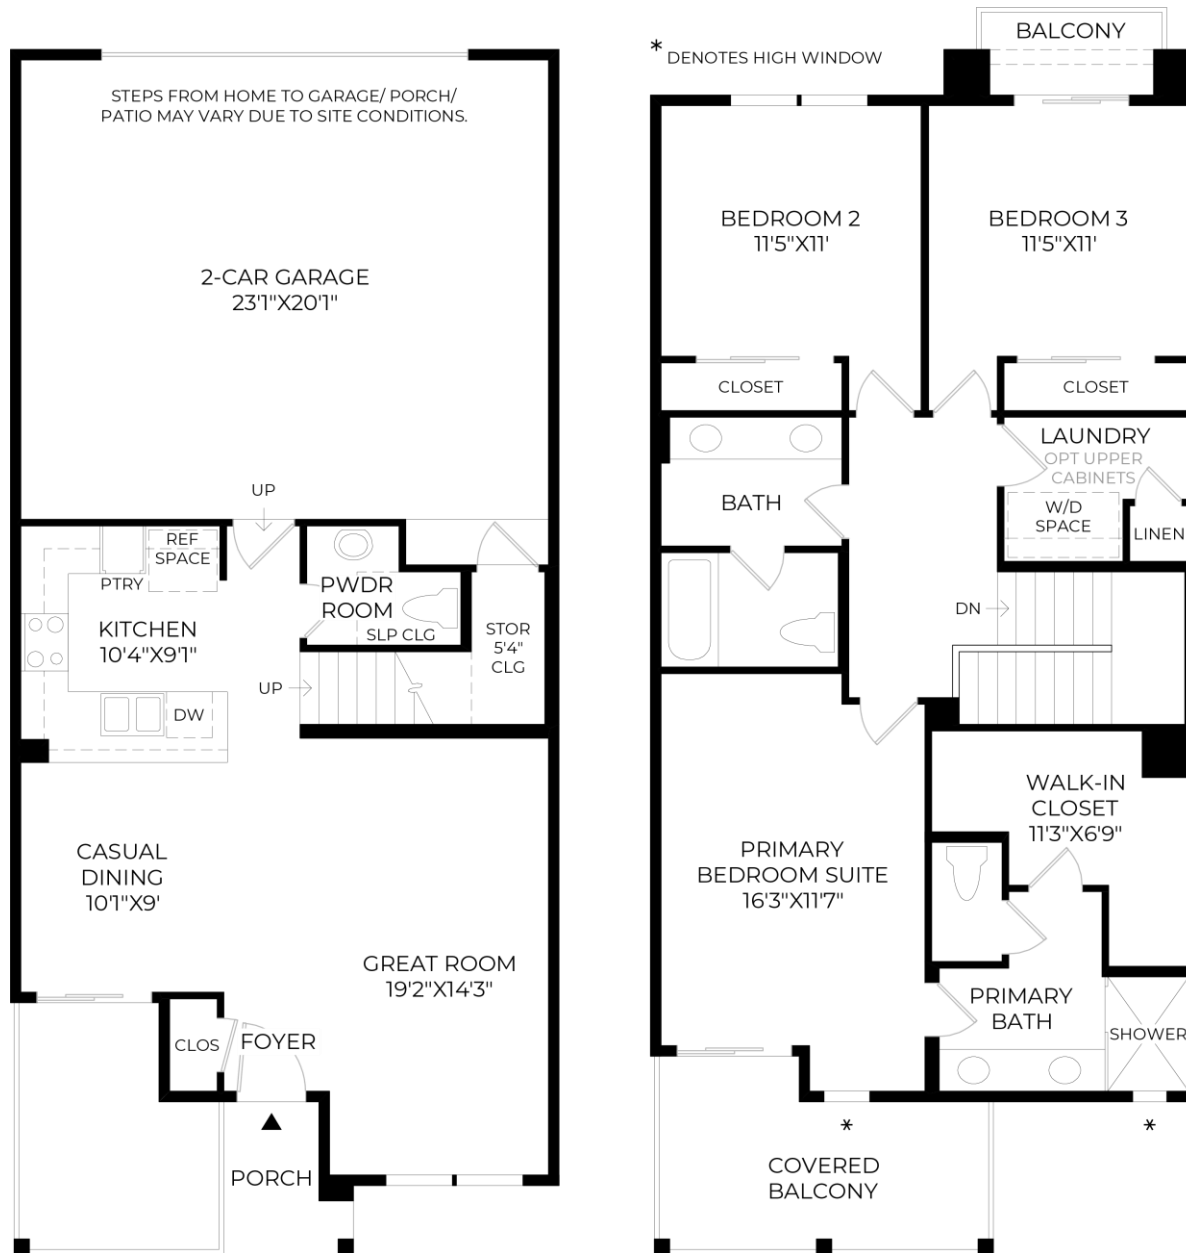 STEPS FROM HOME TO GARAGE/ PORCH/
PATIO MAY VARY DUE TO SITE CONDITIONS.
2-CAR GARAGE
23'1"X20'1"
UP
REF
SPACE
PTRY
PWDR
ROOM
SLP CLG
STOR
5'4"
CLG
KITCHEN
10'4"X9'1"
UP
DW
CASUAL
DINING
10'1"X9'
GREAT ROOM
19'2"X14'3"
CLOS
FOYER
PORCH
* DENOTES HIGH WINDOW
BALCONY
BEDROOM 2
11'5"X11'
BEDROOM 3
11'5"X11'
CLOSET
CLOSET
LAUNDRY
OPT UPPER
CABINETS
W/D
SPACE
LINEN
BATH
DN
WALK-IN
CLOSET
11'3"X6'9"
PRIMARY
BEDROOM SUITE
16'3"X11'7"
PRIMARY
BATH
SHOWER
*
*
COVERED
BALCONY